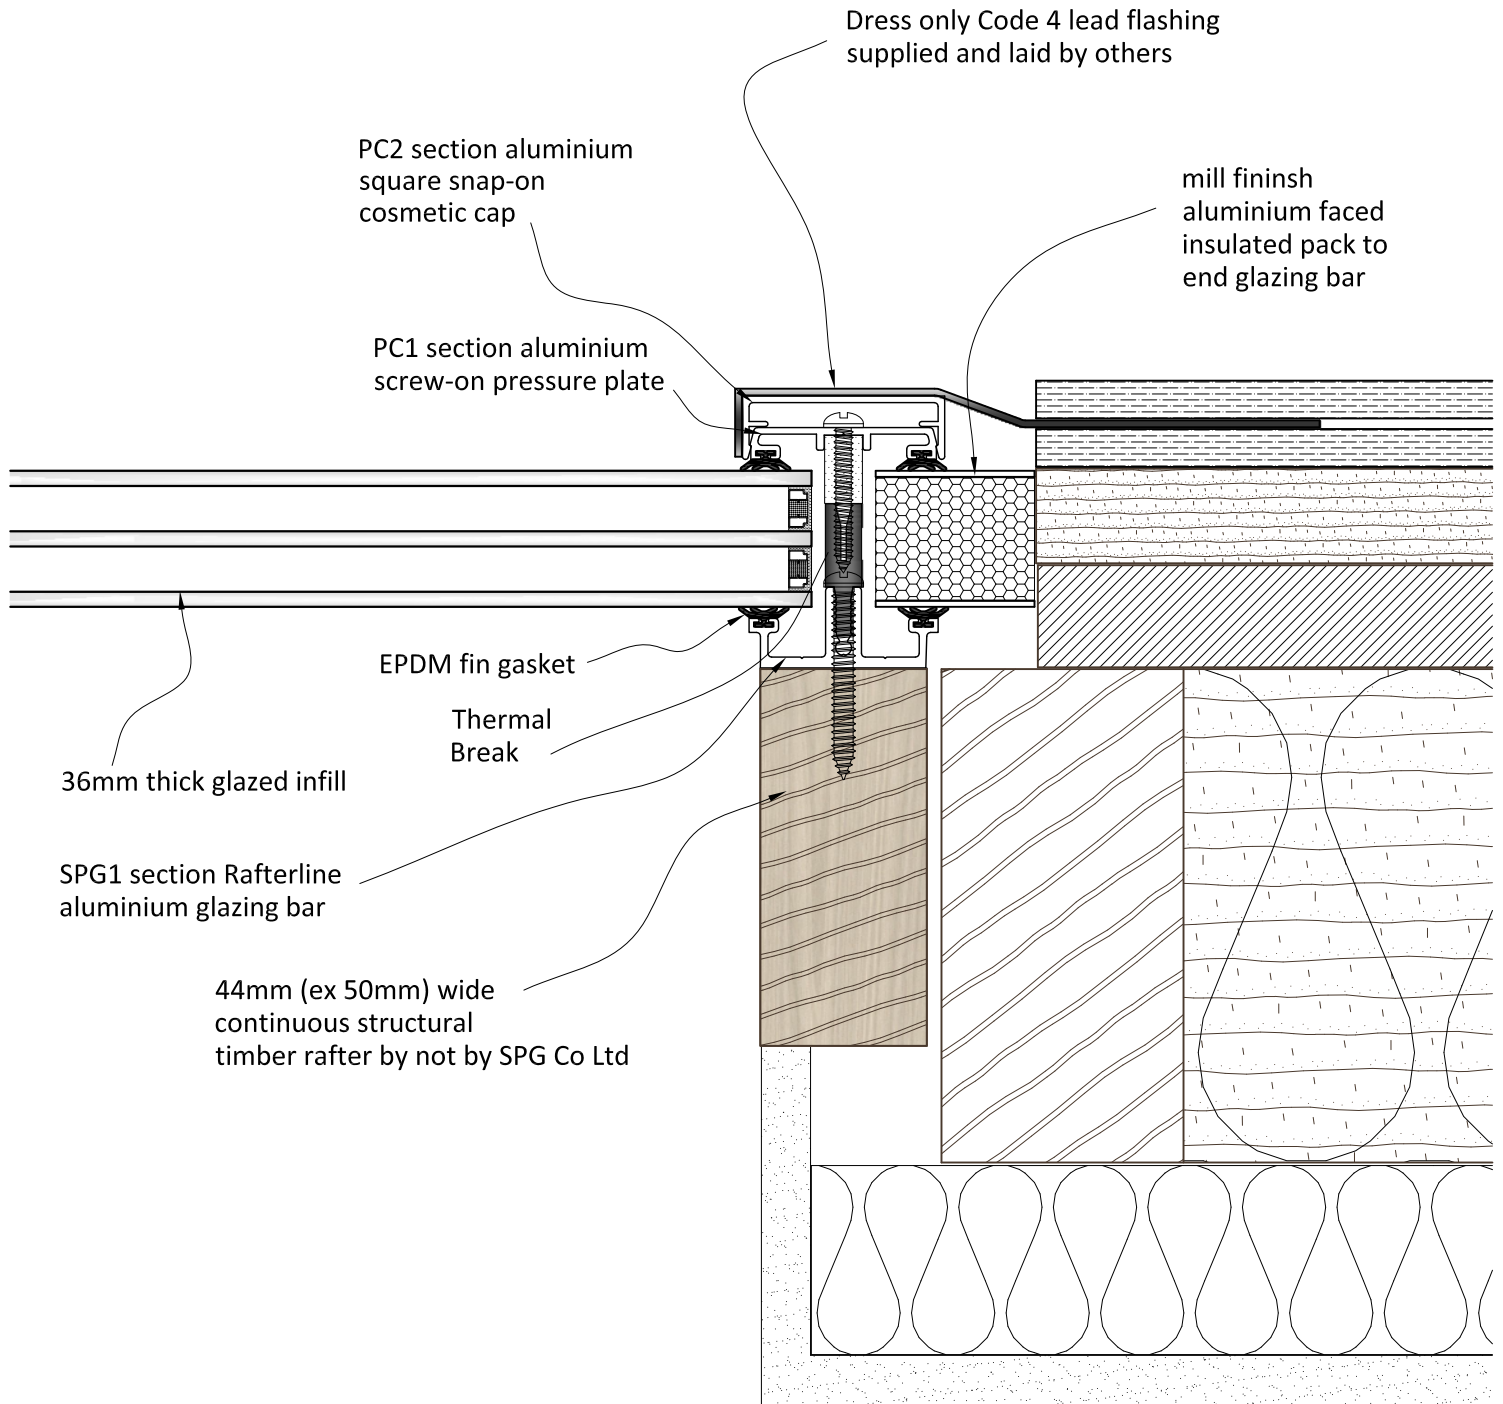 Dress only Code 4 lead flashing
supplied and laid by others
PC2 section aluminium
square snap-on
cosmetic cap
mill fininsh
aluminium faced
insulated pack to
end glazing bar
PC1 section aluminium
screw-on pressure plate
EPDM fin gasket
Thermal
Break
36mm thick glazed infill
SPG1 section Rafterline
aluminium glazing bar
44mm (ex 50mm) wide
continuous structural
timber rafter by not by SPG Co Ltd